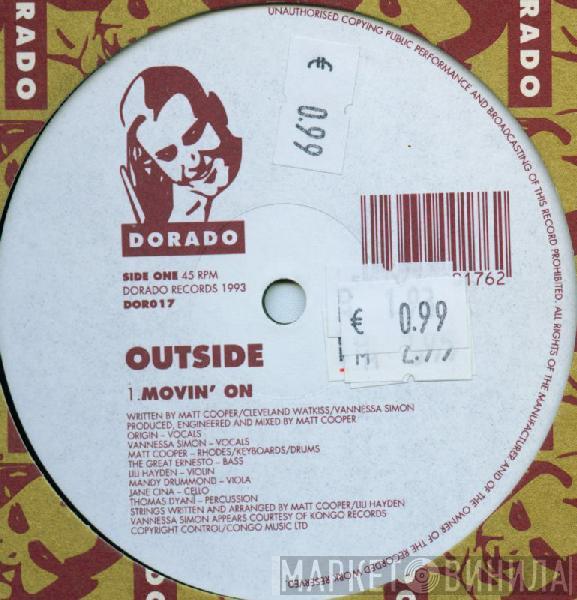 UNAUTHORISED COPYING PUBLIC PERFORMANCE AND BROADCASTING OF THIS RECORD PROHIBITED. ALL RIGHTS OF THE MANUFACTURER AND OF THE OWNER OF THE RECORDED WORK RESERVED.
RADO
DORADO
€ 0.99
DORADO
SIDE ONE 45 RPM
DORADO RECORDS 1993
DOR017
1762
€ 0.99
2.99
OUTSIDE
1. MOVIN' ON
WRITTEN BY MATT COOPER/CLEVELAND WATKISS/VANNESSA SIMON
PRODUCED, ENGINEERED AND MIXED BY MATT COOPER
ORIGIN – VOCALS
VANNESSA SIMON – VOCALS
MATT COOPER – RHODES/KEYBOARDS/DRUMS
THE GREAT ERNESTO – BASS
LILI HAYDEN – VIOLIN
MANDY DRUMMOND – VIOLA
JANE CINA – CELLO
THOMAS DYANI – PERCUSSION
STRINGS WRITTEN AND ARRANGED BY MATT COOPER/LILI HAYDEN
VANNESSA SIMON APPEARS COURTESY OF KONGO RECORDS
COPYRIGHT CONTROL/CONGO MUSIC LTD
МАРКЕТ ВИНИЛА